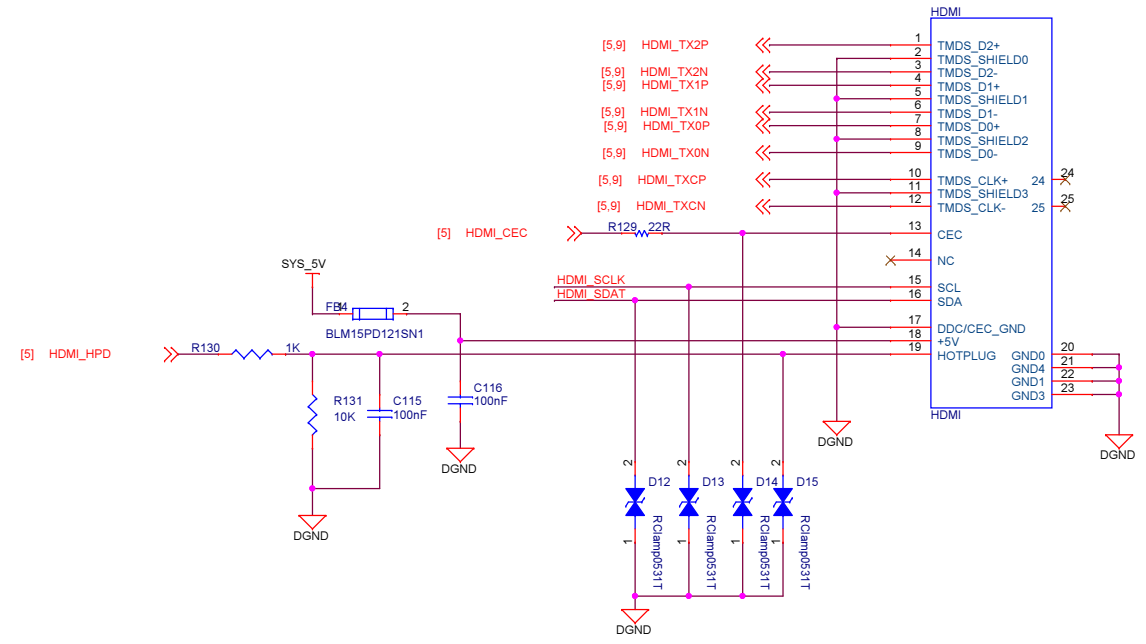 HDMI
[5,9] HDMI_TX2P 1 TMDS_D2+
2 TMDS_SHIELD0
[5,9] HDMI_TX2N 3 TMDS_D2-
[5,9] HDMI_TX1P 4 TMDS_D1+
5 TMDS_SHIELD1
[5,9] HDMI_TX1N 6 TMDS_D1-
[5,9] HDMI_TX0P 7 TMDS_D0+
8 TMDS_SHIELD2
[5,9] HDMI_TX0N 9 TMDS_D0-
[5,9] HDMI_TXCP 10 TMDS_CLK+ 24 24
11 TMDS_SHIELD3
[5,9] HDMI_TXCN 12 TMDS_CLK- 25 25
[5] HDMI_CEC R129 22R 13 CEC
14 NC
SYS_5V
HDMI_SCLK 15 SCL
HDMI_SDAT 16 SDA
FB4 1 2
BLM15PD121SN1
17 DDC/CEC_GND
18 +5V
[5] HDMI_HPD R130 1K 19 HOTPLUG GND0 20
GND4 21
GND1 22
GND3 23
HDMI
R131 10K
C115 100nF
C116 100nF
DGND
DGND
DGND
DGND
2 2 2 2
D12 D13 D14 D15
RClamp0531T RClamp0531T RClamp0531T RClamp0531T
1 1 1 1
DGND